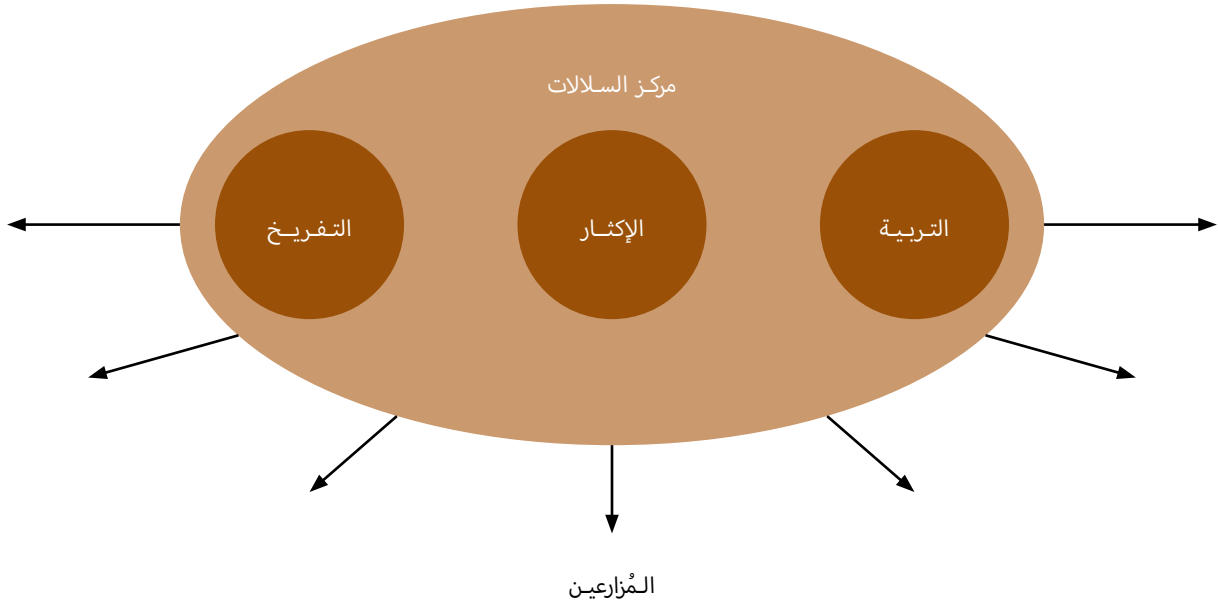 مركز السلالات
التربية
الإكثار
التفريخ
المُزارعين